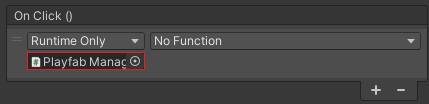 On Click ()
Runtime Only No Function
Playfab Manag